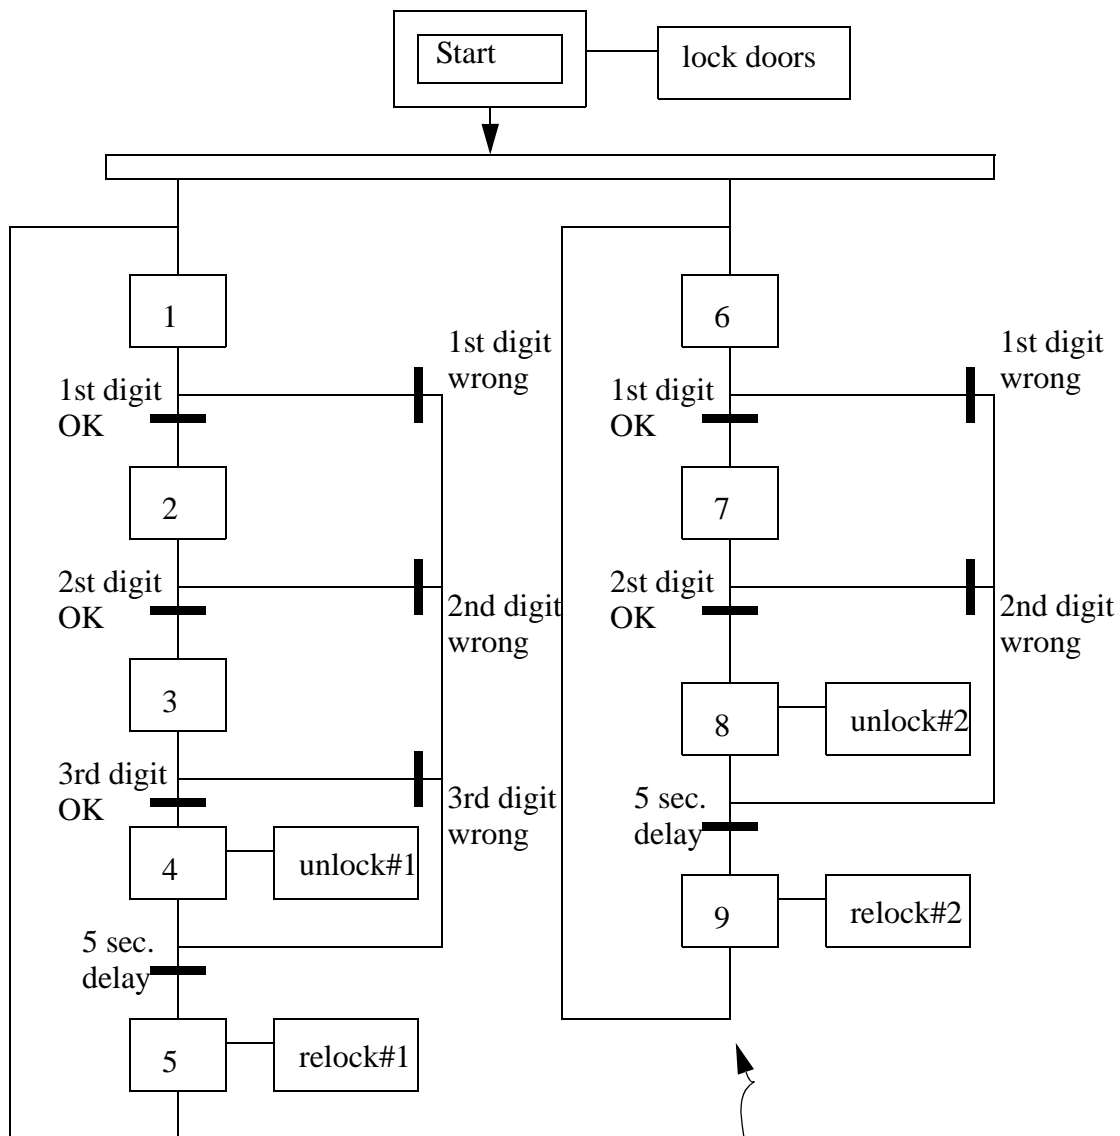 Start
lock doors
1
1st digit
wrong
1st digit
OK
2
2st digit
OK
2nd digit
wrong
3
3rd digit
OK
3rd digit
wrong
4
unlock#1
5 sec.
delay
5
relock#1
6
1st digit
wrong
1st digit
OK
7
2st digit
OK
2nd digit
wrong
8
unlock#2
5 sec.
delay
9
relock#2